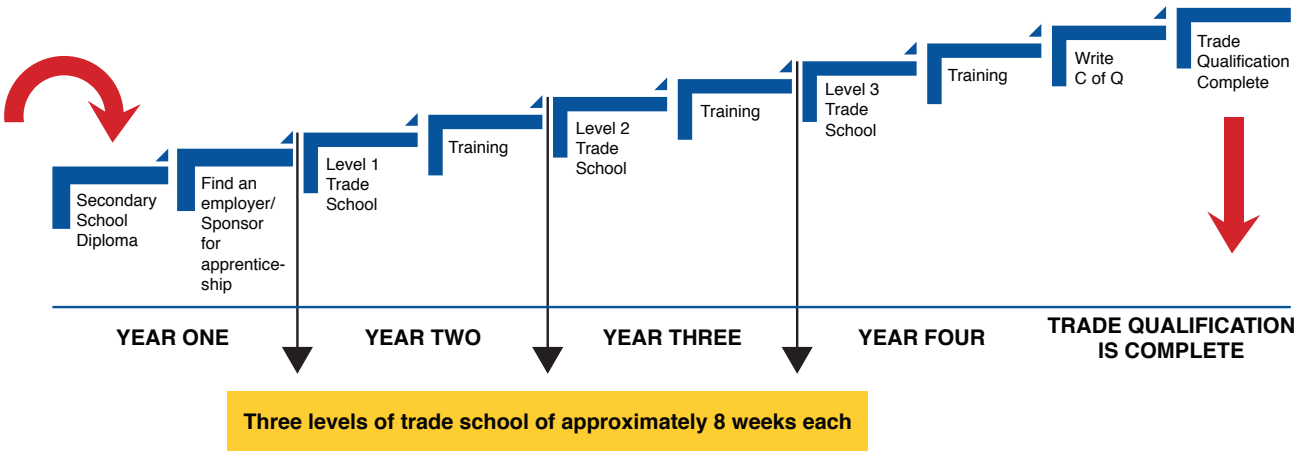 Secondary
School
Diploma
Find an
employer/
Sponsor
for
apprentice-
ship
Level 1
Trade
School
Training
Level 2
Trade
School
Training
Level 3
Trade
School
Training
Write
C of Q
Trade
Qualification
Complete
YEAR ONE
YEAR TWO
YEAR THREE
YEAR FOUR
TRADE QUALIFICATION
IS COMPLETE
Three levels of trade school of approximately 8 weeks each